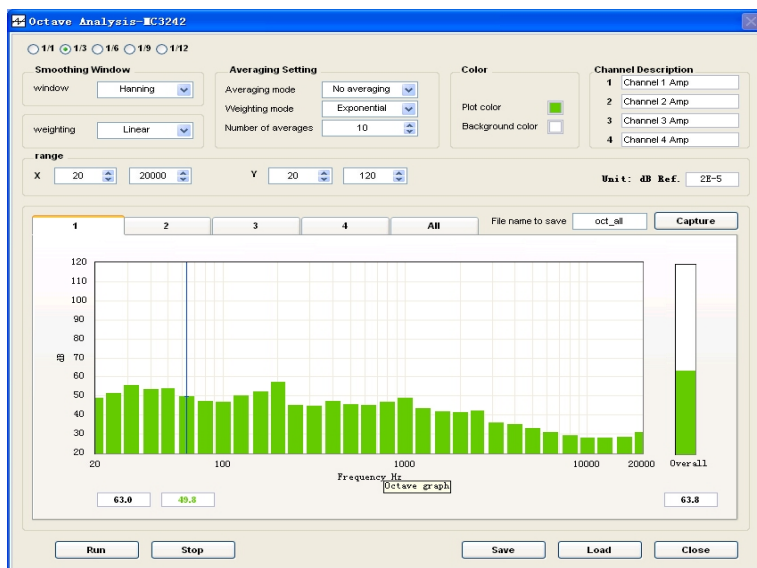 Octave Analysis-MC3242
1/1 1/3 1/6 1/9 1/12
Smoothing Window
window Hanning
weighting Linear
Averaging Setting
Averaging mode No averaging
Weighting mode Exponential
Number of averages 10
Color
Plot color
Background color
Channel Description
1 Channel 1 Amp
2 Channel 2 Amp
3 Channel 3 Amp
4 Channel 4 Amp
range
X 20 20000 Y 20 120
Unit: dB Ref. 2E-5
1 2 3 4 All File name to save oct_all Capture
120
110
100
90
80
dB 70
60
50
40
30
20
20 100 1000 10000 20000 Overall
Frequency Hz
Octave graph
63.0 49.8 63.8
Run Stop Save Load Close